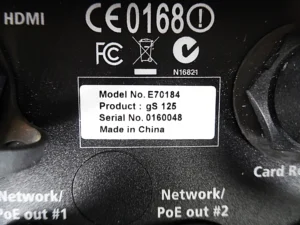 HDMI
CE0168
FC
N16821
Model No. E70184
Product : gS 125
Serial No. 0160048
Made in China
Card Re
Network/
PoE out #1
Network/
PoE out #2